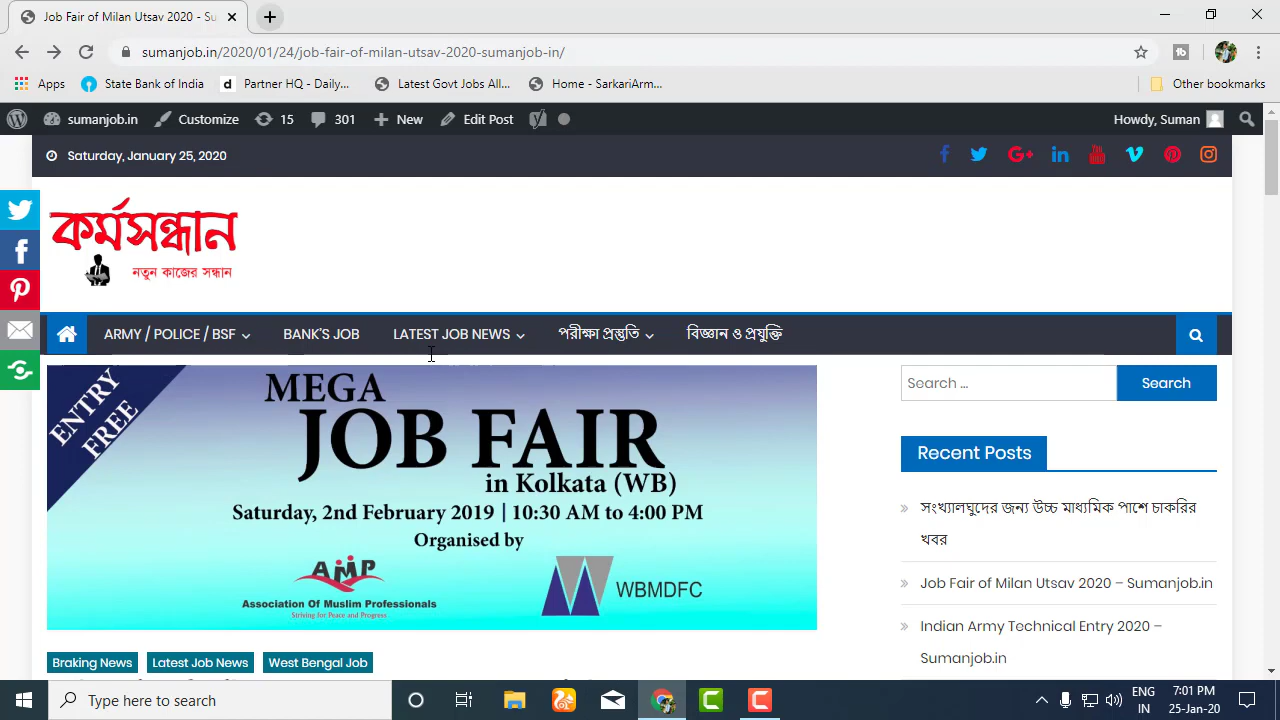 Job Fair of Milan Utsav 2020 - Su
sumanjob.in/2020/01/24/job-fair-of-milan-utsav-2020-sumanjob-in/
Apps State Bank of India Partner HQ - Daily... Latest Govt Jobs All... Home - SarkariArm... Other bookmarks
sumanjob.in Customize 15 301 New Edit Post Howdy, Suman
Saturday, January 25, 2020
কর্মসন্ধান
নতুন কাজের সন্ধান
ARMY / POLICE / BSF BANK'S JOB LATEST JOB NEWS পরীক্ষা প্রস্তুতি বিজ্ঞান ও প্রযুক্তি
ENTRY
FREE
MEGA
JOB FAIR
in Kolkata (WB)
Saturday, 2nd February 2019 | 10:30 AM to 4:00 PM
Organised by
AMP
Association Of Muslim Professionals
Striving for Peace and Progress
WBMDFC
Search ... Search
Recent Posts
সংখ্যালঘুদের জন্য উচ্চ মাধ্যমিক পাশে চাকরির
খবর
Job Fair of Milan Utsav 2020 – Sumanjob.in
Indian Army Technical Entry 2020 –
Sumanjob.in
Braking News Latest Job News West Bengal Job
Type here to search
ENG
IN
7:01 PM
25-Jan-20